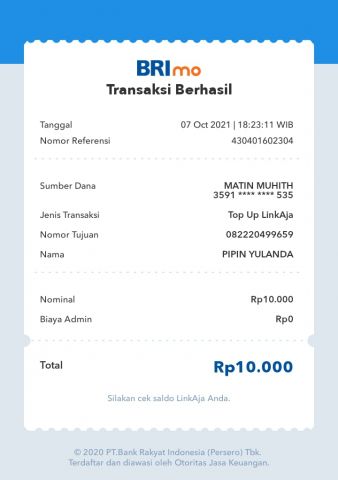 BRImo
Transaksi Berhasil
Tanggal 07 Oct 2021 | 18:23:11 WIB
Nomor Referensi 430401602304
Sumber Dana MATIN MUHITH
3591 **** **** 535
Jenis Transaksi Top Up LinkAja
Nomor Tujuan 082220499659
Nama PIPIN YULANDA
Nominal Rp10.000
Biaya Admin Rp0
Total Rp10.000
Silakan cek saldo LinkAja Anda.
© 2020 PT.Bank Rakyat Indonesia (Persero) Tbk.
Terdaftar dan diawasi oleh Otoritas Jasa Keuangan.